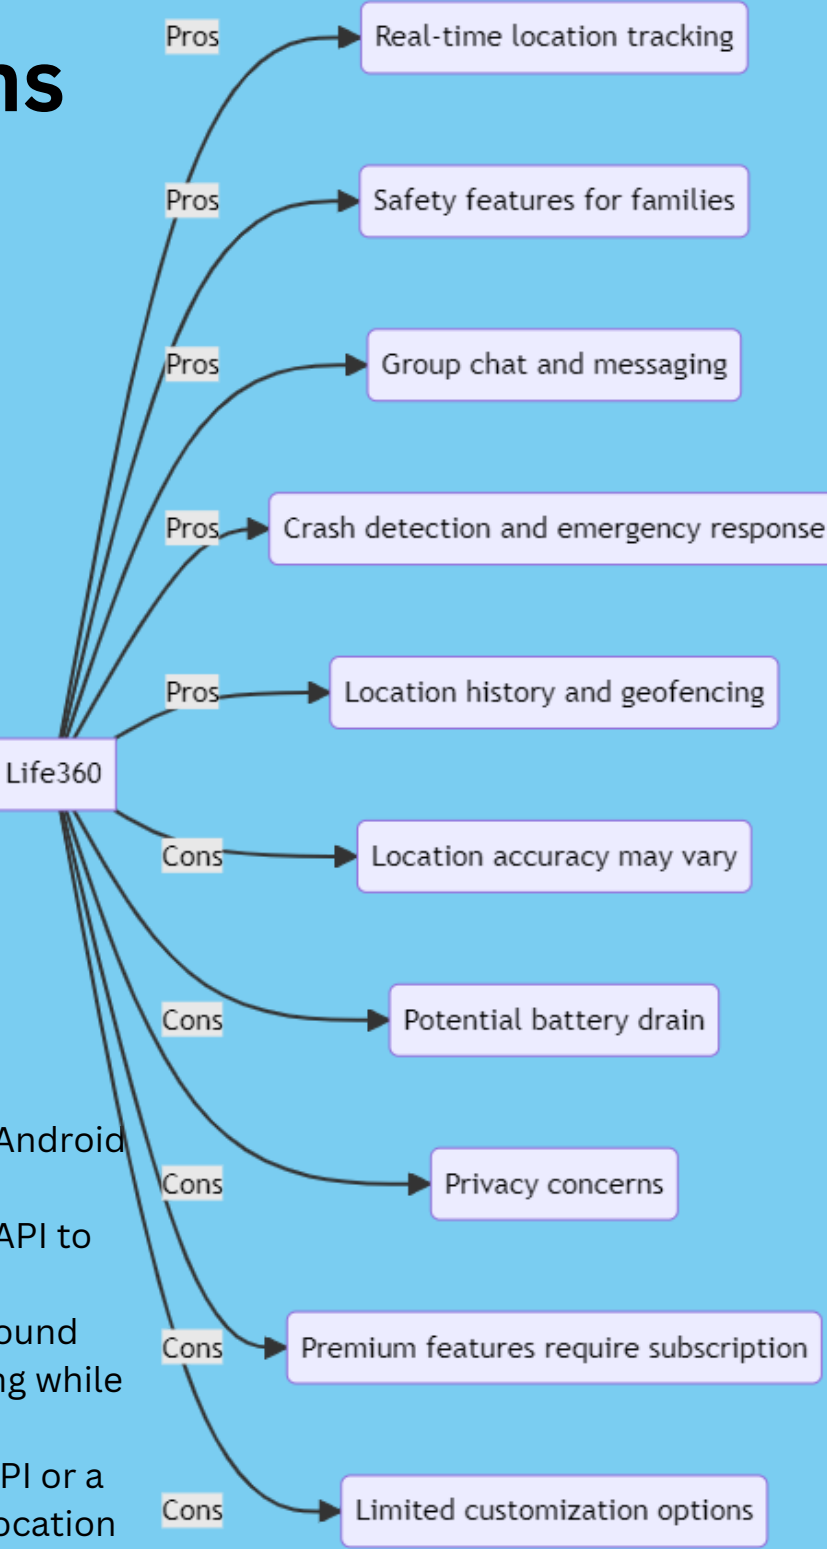 ns
Pros
Real-time location tracking
Pros
Safety features for families
Pros
Group chat and messaging
Pros
Crash detection and emergency response
Pros
Location history and geofencing
Life360
Cons
Location accuracy may vary
Cons
Potential battery drain
Android
Cons
Privacy concerns
API to
ound
Cons
Premium features require subscription
ng while
PI or a
Cons
Limited customization options
ocation